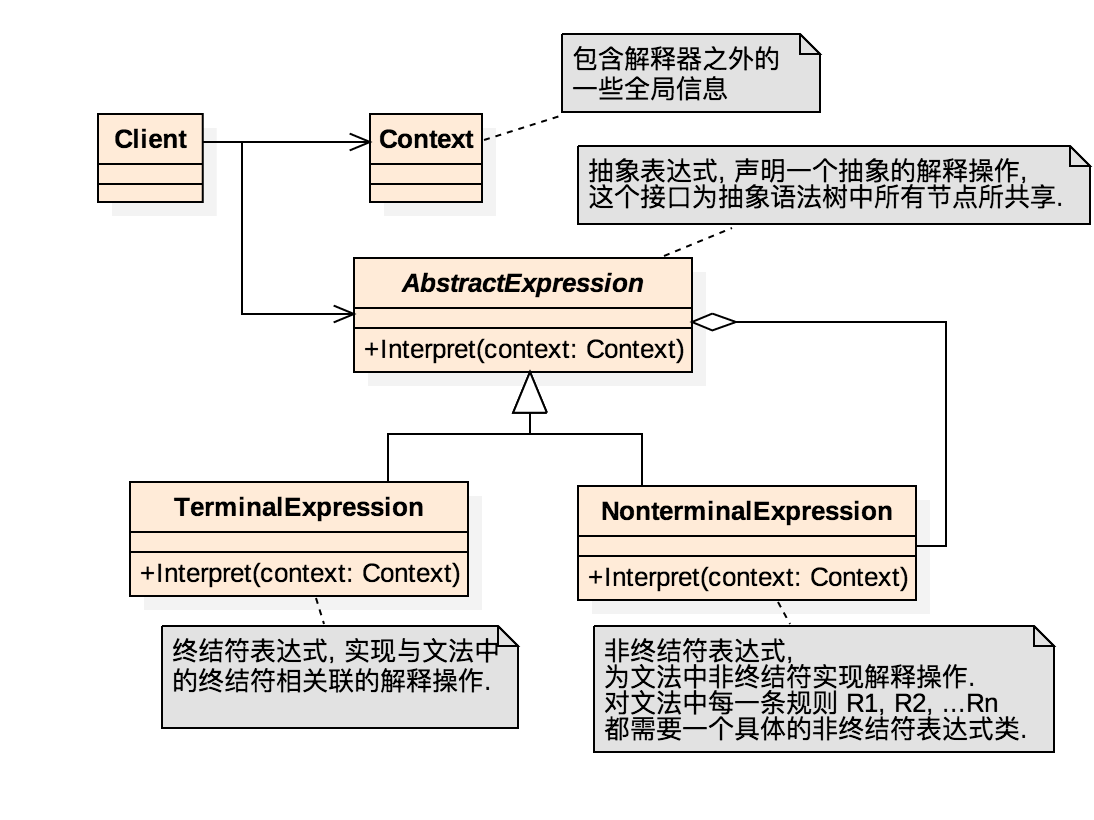 包含解释器之外的
一些全局信息
Client
Context
抽象表达式, 声明一个抽象的解释操作,
这个接口为抽象语法树中所有节点所共享.
AbstractExpression
+Interpret(context: Context)
TerminalExpression
+Interpret(context: Context)
NonterminalExpression
+Interpret(context: Context)
终结符表达式, 实现与文法中
的终结符相关联的解释操作.
非终结符表达式,
为文法中非终结符实现解释操作.
对文法中每一条规则 R1, R2, …Rn
都需要一个具体的非终结符表达式类.